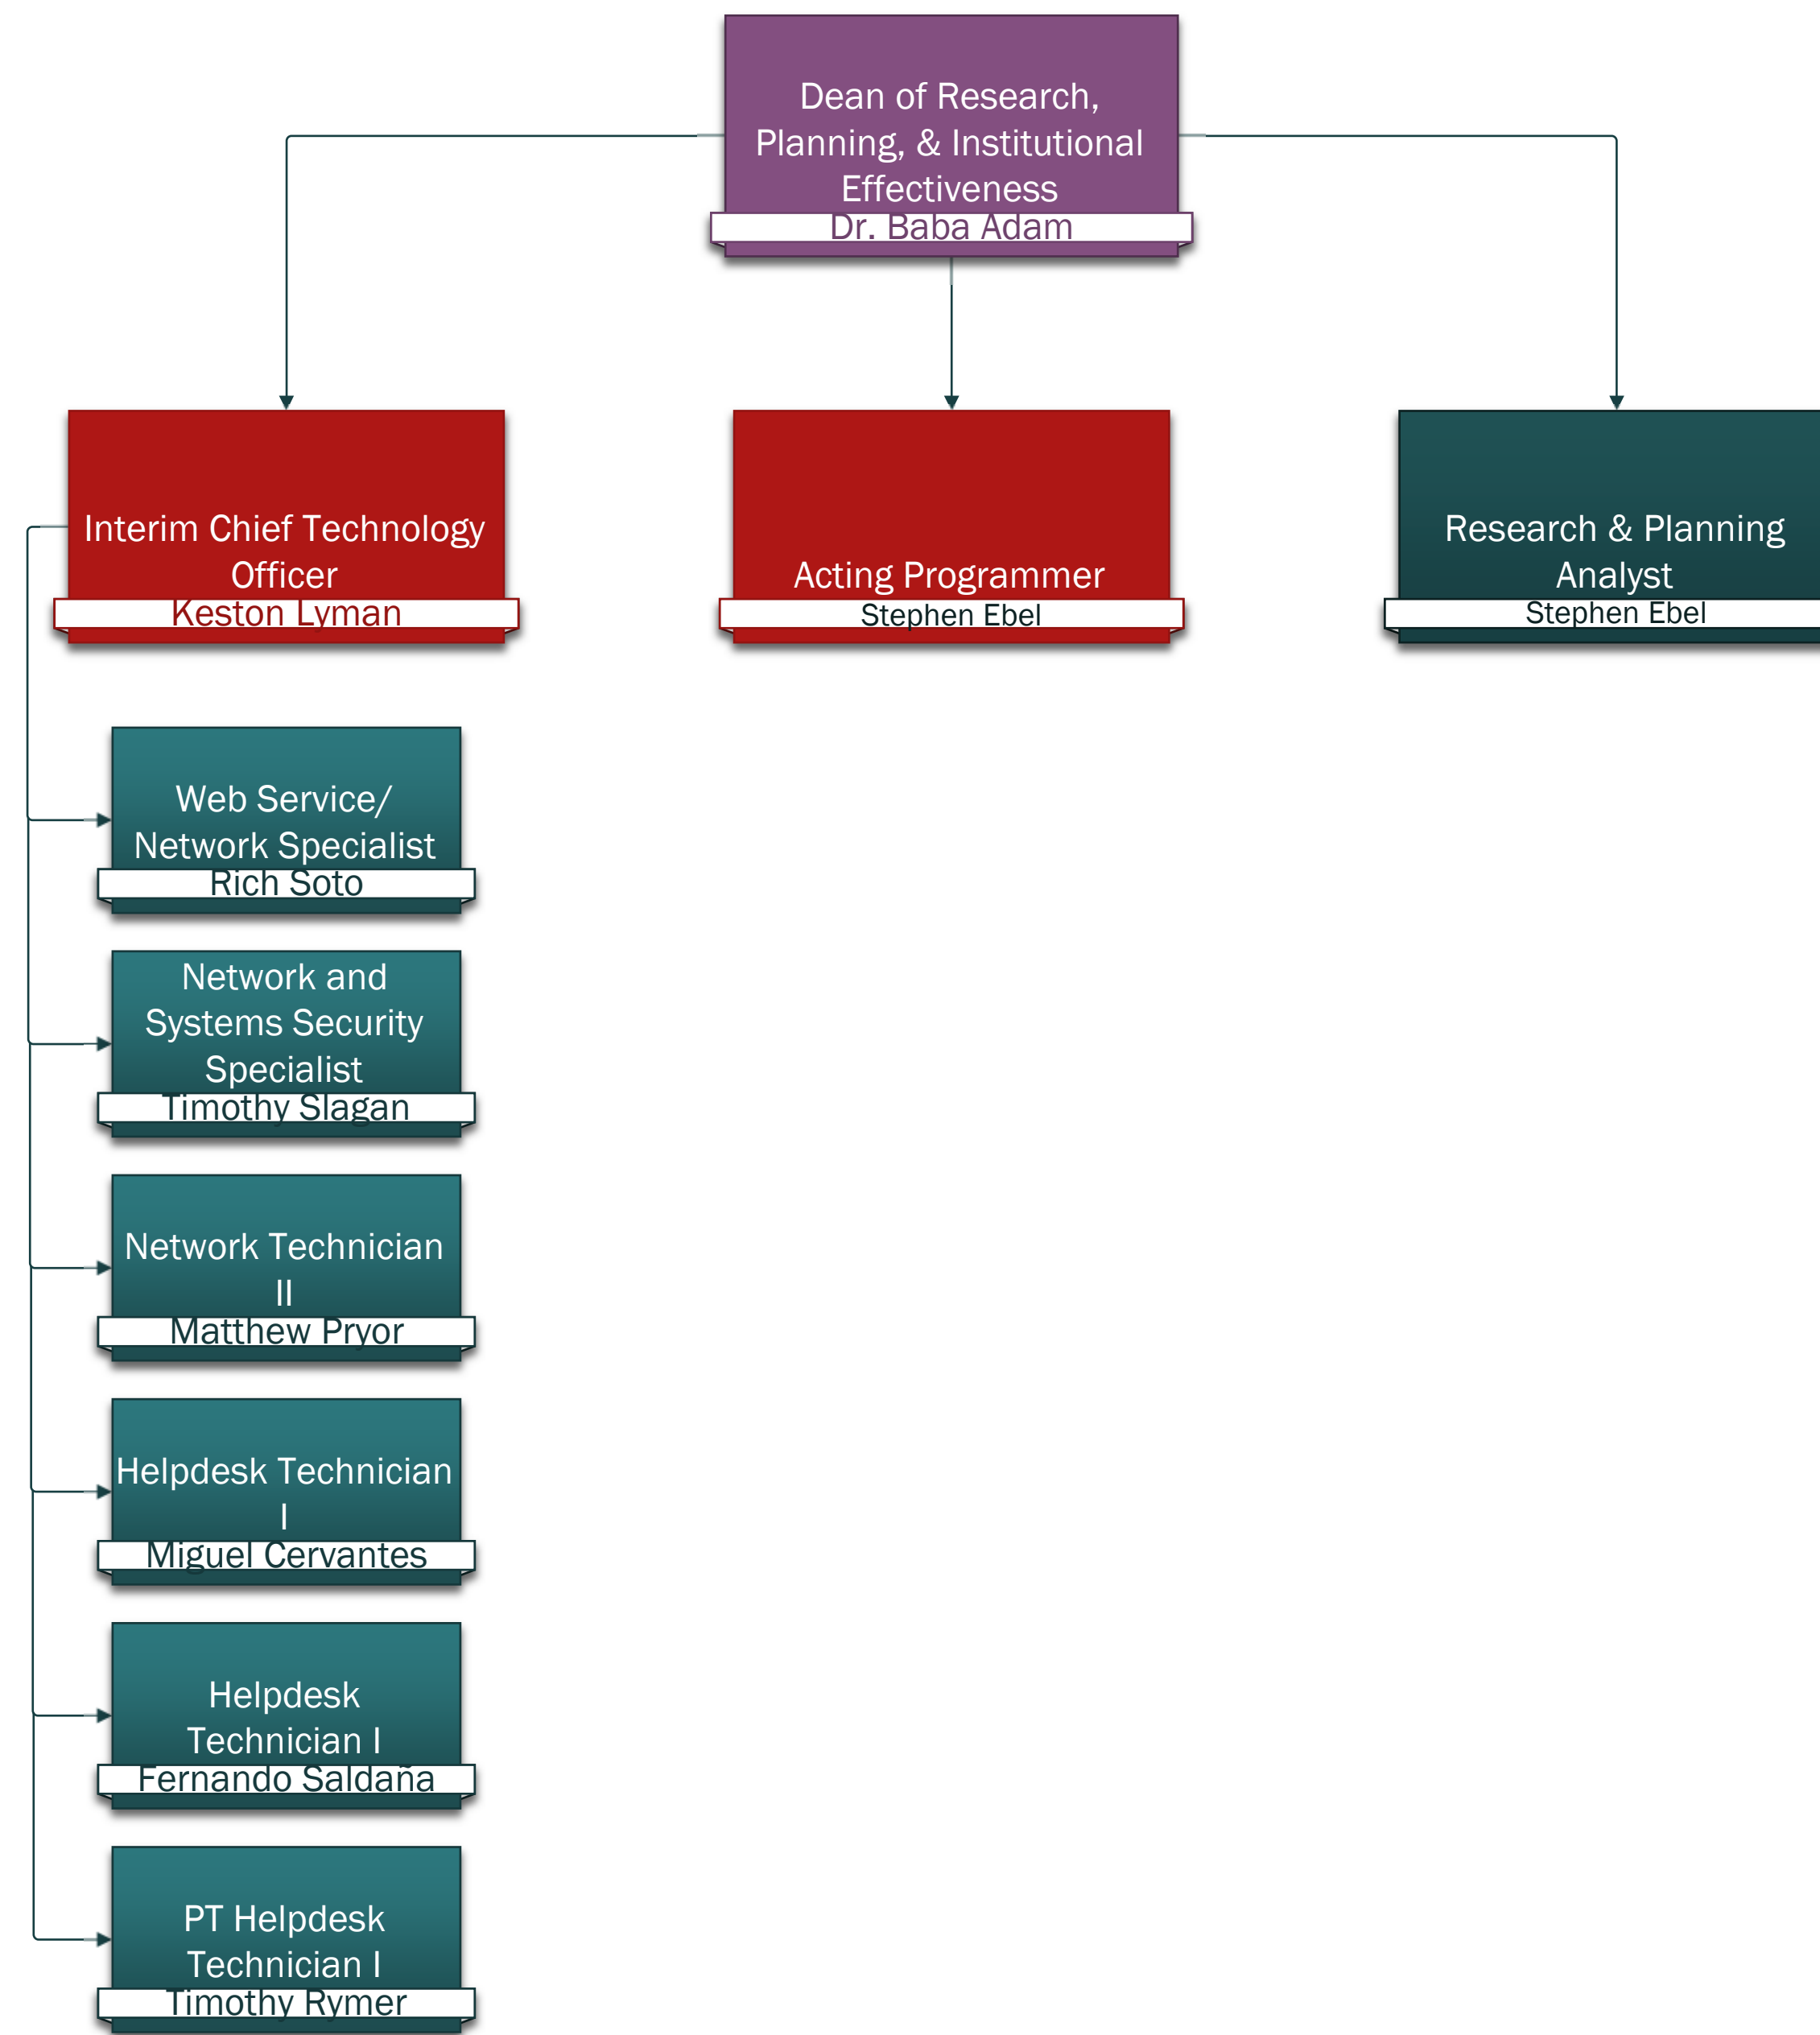 Dean of Research,
Planning, & Institutional
Effectiveness
Dr. Baba Adam
Interim Chief Technology
Officer
Keston Lyman
Acting Programmer
Stephen Ebel
Research & Planning
Analyst
Stephen Ebel
Web Service/
Network Specialist
Rich Soto
Network and
Systems Security
Specialist
Timothy Slagan
Network Technician
II
Matthew Pryor
Helpdesk Technician
I
Miguel Cervantes
Helpdesk
Technician I
Fernando Saldaña
PT Helpdesk
Technician I
Timothy Rymer